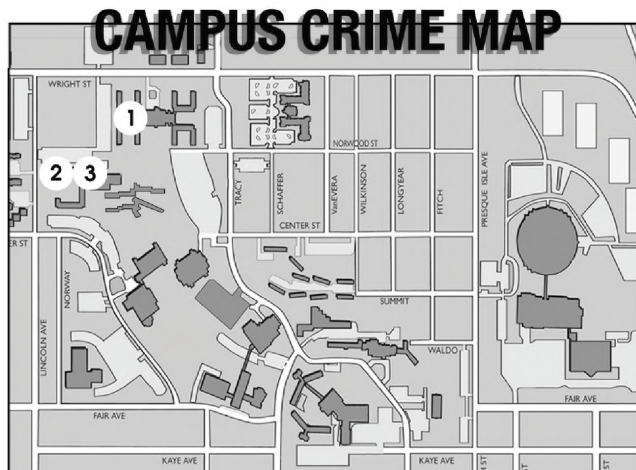 CAMPUS CRIME MAP
WRIGHT ST
1
NORWOOD ST
2 3
TRACY
SCHAFFER
VanEVERA
WILKINSON
LONGYEAR
FITCH
PRESQUE ISLE AVE
CENTER ST
ER ST
NORWAY
SUMMIT
LINCOLN AVE
WALDO
FAIR AVE
FAIR AVE
KAYE AVE
KAYE AVE
ST